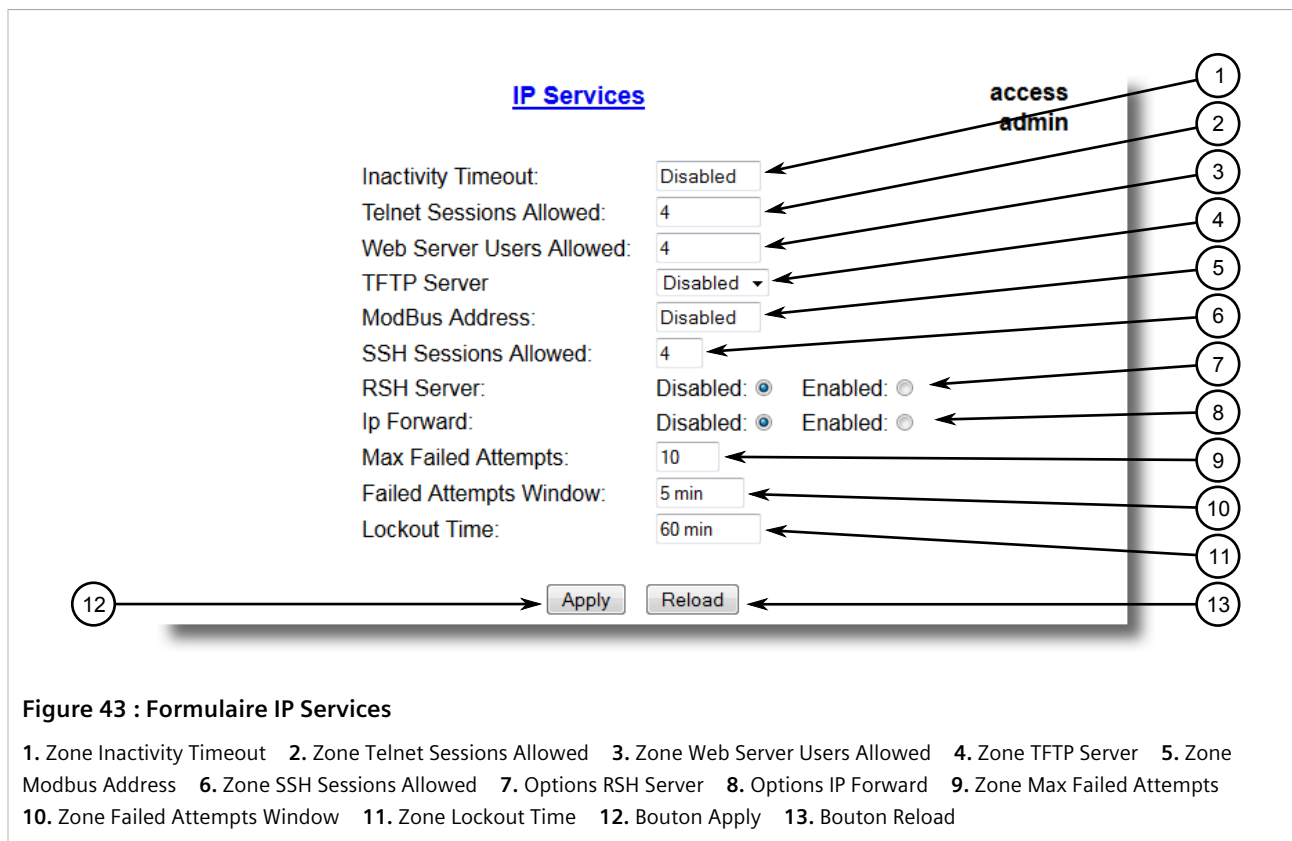 IP Services
access
admin
1
2
Inactivity Timeout: Disabled
3
Telnet Sessions Allowed: 4
Web Server Users Allowed: 4
4
TFTP Server Disabled
5
ModBus Address: Disabled
6
SSH Sessions Allowed: 4
7
RSH Server: Disabled: Enabled:
8
Ip Forward: Disabled: Enabled:
Max Failed Attempts: 10
9
Failed Attempts Window: 5 min
10
Lockout Time: 60 min
11
12 Apply Reload 13
Figure 43 : Formulaire IP Services
1. Zone Inactivity Timeout 2. Zone Telnet Sessions Allowed 3. Zone Web Server Users Allowed 4. Zone TFTP Server 5. Zone
Modbus Address 6. Zone SSH Sessions Allowed 7. Options RSH Server 8. Options IP Forward 9. Zone Max Failed Attempts
10. Zone Failed Attempts Window 11. Zone Lockout Time 12. Bouton Apply 13. Bouton Reload